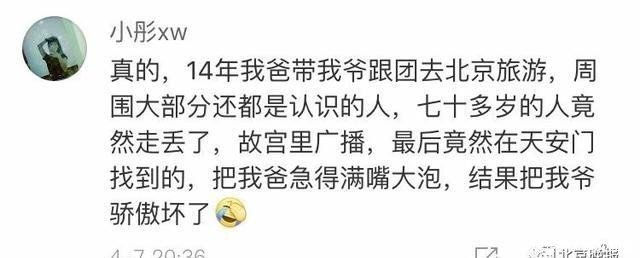 小彤xw
真的，14年我爸带我爷跟团去北京旅游，周
围大部分还都是认识的人，七十多岁的人竟
然走丢了，故宫里广播，最后竟然在天安门
找到的，把我爸急得满嘴大泡，结果把我爷
骄傲坏了🤣
4-7 20:36